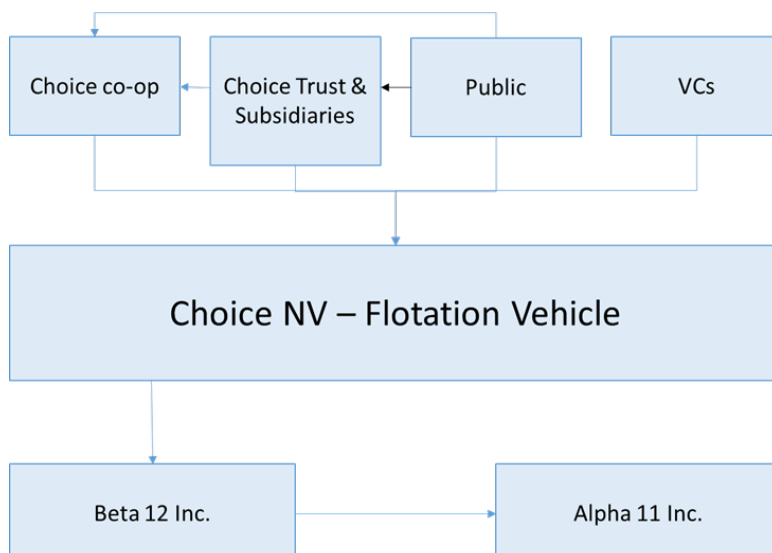 Choice co-op
Choice Trust &
Subsidiaries
Public
VCs
Choice NV – Flotation Vehicle
Beta 12 Inc.
Alpha 11 Inc.